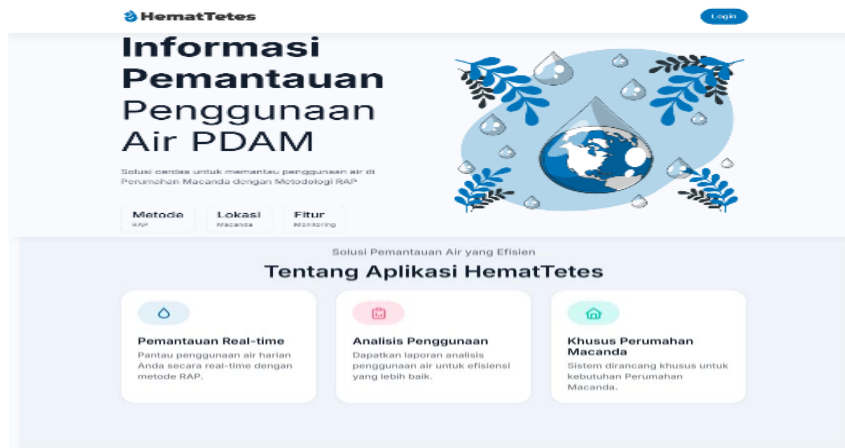 HematTetes
Login
Informasi
Pemantauan
Penggunaan
Air PDAM
Solusi cerdas untuk memantau penggunaan air di
Perumahan Macanda dengan Metodologi RAP
Metode
RAP
Lokasi
Macanda
Fitur
Monitoring
Solusi Pemantauan Air yang Efisien
Tentang Aplikasi HematTetes
Pemantauan Real-time
Pantau penggunaan air harian
Anda secara real-time dengan
metode RAP.
Analisis Penggunaan
Dapatkan laporan analisis
penggunaan air untuk efisiensi
yang lebih baik.
Khusus Perumahan
Macanda
Sistem dirancang khusus untuk
kebutuhan Perumahan
Macanda.